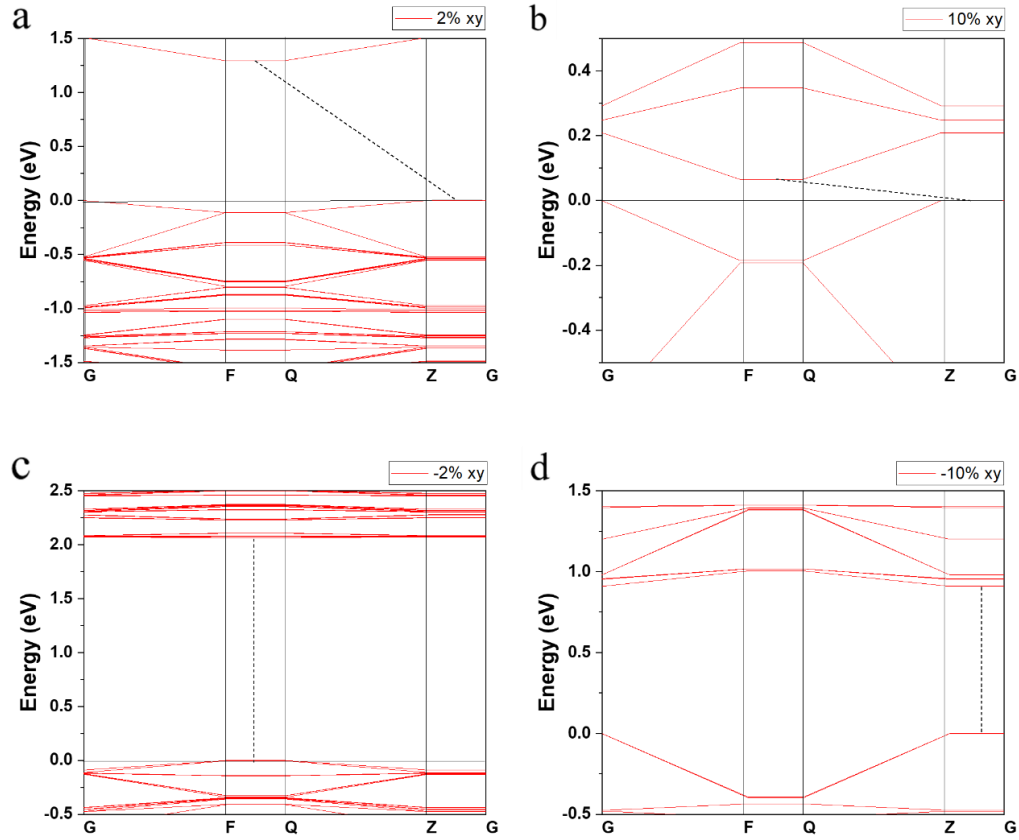 a
2% xy
Energy (eV)
1.5
1.0
0.5
0.0
-0.5
-1.0
-1.5
G F Q Z G
b
10% xy
Energy (eV)
0.4
0.2
0.0
-0.2
-0.4
G F Q Z G
c
-2% xy
Energy (eV)
2.5
2.0
1.5
1.0
0.5
0.0
-0.5
G F Q Z G
d
-10% xy
Energy (eV)
1.5
1.0
0.5
0.0
-0.5
G F Q Z G